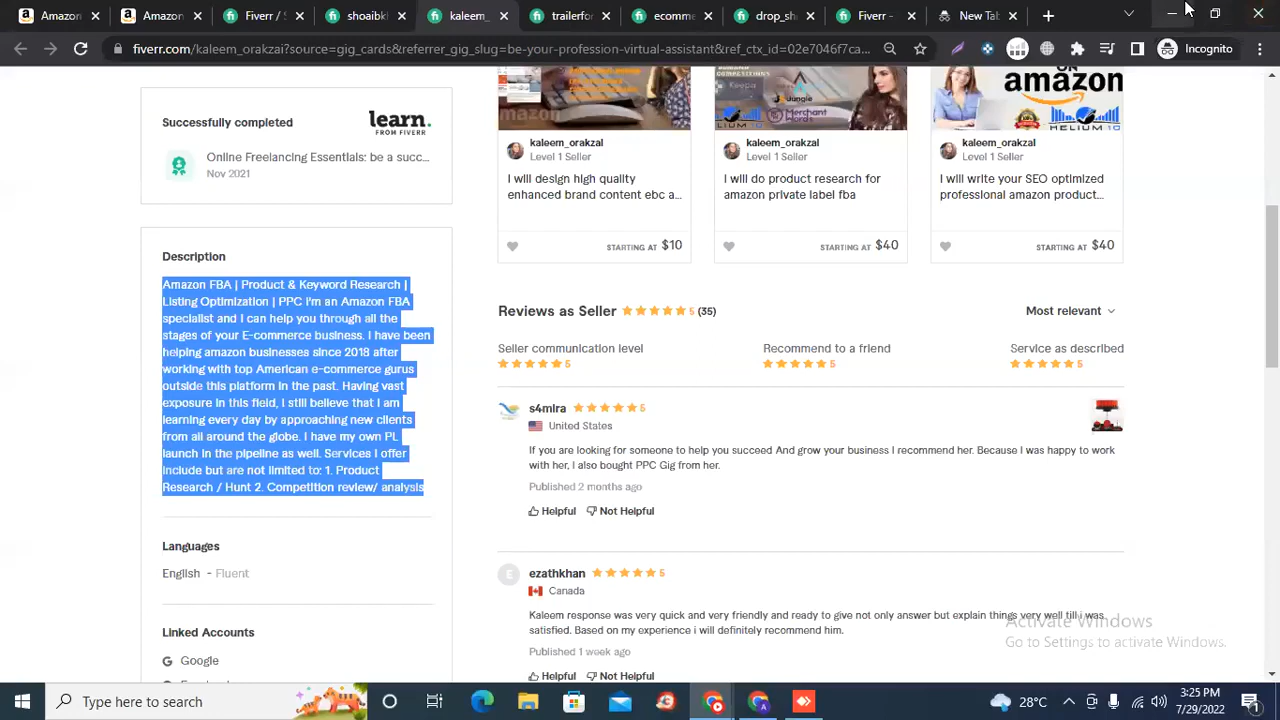 kaleem
New Tab
fiverr.com/kaleem_orakzai?source=gig_cards&referrer_gig_slug=be-your-profession-virtual-assistant&ref_ctx_id=02e7046f7ca...
Incognito
Successfully completed
learn.
FROM FIVERR
Online Freelancing Essentials: be a succ...
Nov 2021
Description
Amazon FBA | Product & Keyword Research |
Listing Optimization | PPC I'm an Amazon FBA
specialist and I can help you through all the
stages of your E-commerce business. I have been
helping amazon businesses since 2018 after
working with top American e-commerce gurus
outside this platform in the past. Having vast
exposure in this field, I still believe that I am
learning every day by approaching new clients
from all around the globe. I have my own PL
launch in the pipeline as well. Services I offer
include but are not limited to: 1. Product
Research / Hunt 2. Competition review/ analysis
Languages
English - Fluent
Linked Accounts
Google
amazon
Keepa
Jungle
Merchant
Words
ON
amazon
HELIUM 10
kaleem_orakzai
Level 1 Seller
I will design high quality
enhanced brand content ebc a...
STARTING AT $10
kaleem_orakzai
Level 1 Seller
I will do product research for
amazon private label fba
STARTING AT $40
kaleem_orakzai
Level 1 Seller
I will write your SEO optimized
professional amazon product...
STARTING AT $40
Reviews as Seller 5 (35)
Most relevant
Seller communication level
5
Recommend to a friend
5
Service as described
5
s4mira 5
United States
If you are looking for someone to help you succeed And grow your business I recommend her. Because I was happy to work
with her, I also bought PPC Gig from her.
Published 2 months ago
Helpful Not Helpful
E
ezathkhan 5
Canada
Kaleem response was very quick and very friendly and ready to give not only answer but explain things very well till i was
satisfied. Based on my experience i will definitely recommend him.
Published 1 week ago
Helpful Not Helpful
Activate Windows
Go to Settings to activate Windows.
Type here to search
28°C
3:25 PM
7/29/2022